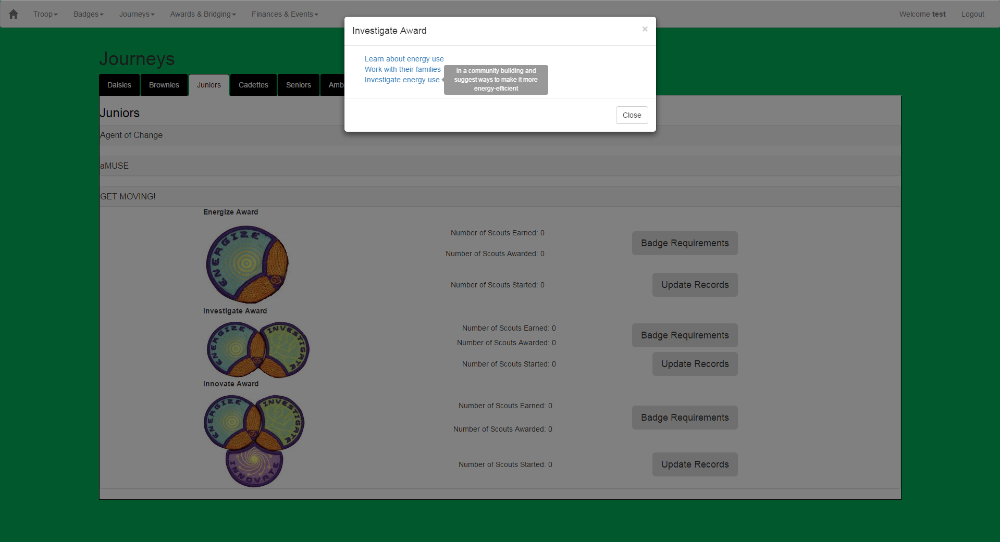 Troop Badges Journeys Awards & Bridging Finances & Events Welcome test Logout
Investigate Award ×
Learn about energy use
Work with their families
Investigate energy use
in a community building and
suggest ways to make it more
energy-efficient
Close
Journeys
Daisies Brownies Juniors Cadettes Seniors
Juniors
Agent of Change
aMUSE
GET MOVING!
Energize Award
ENERGIZE
GS
Number of Scouts Earned: 0
Number of Scouts Awarded: 0
Number of Scouts Started: 0
Badge Requirements
Update Records
Investigate Award
ENERGIZE INVESTIGATE
GS
Number of Scouts Earned: 0
Number of Scouts Awarded: 0
Number of Scouts Started: 0
Badge Requirements
Update Records
Innovate Award
ENERGIZE INVESTIGATE
GS
INNOVATE
Number of Scouts Earned: 0
Number of Scouts Awarded: 0
Number of Scouts Started: 0
Badge Requirements
Update Records